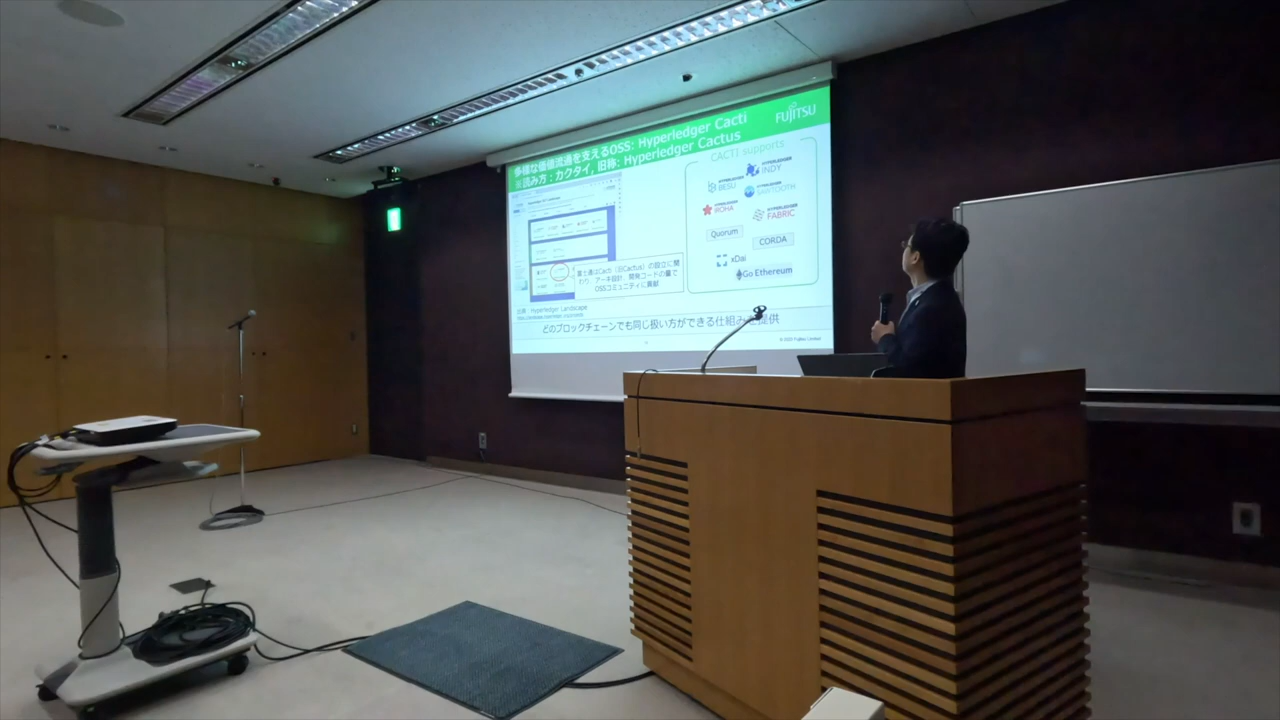 多様な価値流通を支えるOSS: Hyperledger Cacti
※読み方：カクタイ, 旧称: Hyperledger Cactus
FUJITSU
CACTI supports
HYPERLEDGER
INDY
HYPERLEDGER
BESU
HYPERLEDGER
SAWTOOTH
HYPERLEDGER
IROHA
HYPERLEDGER
FABRIC
Quorum
CORDA
xDai
Go Ethereum
富士通はCacti（旧Cactus）の設立に関
わり、アーキ設計、開発コードの量で
OSSコミュニティに貢献
出典：Hyperledger Landscape
どのブロックチェーンでも同じ扱い方ができる仕組みを提供
Fujitsu Limited